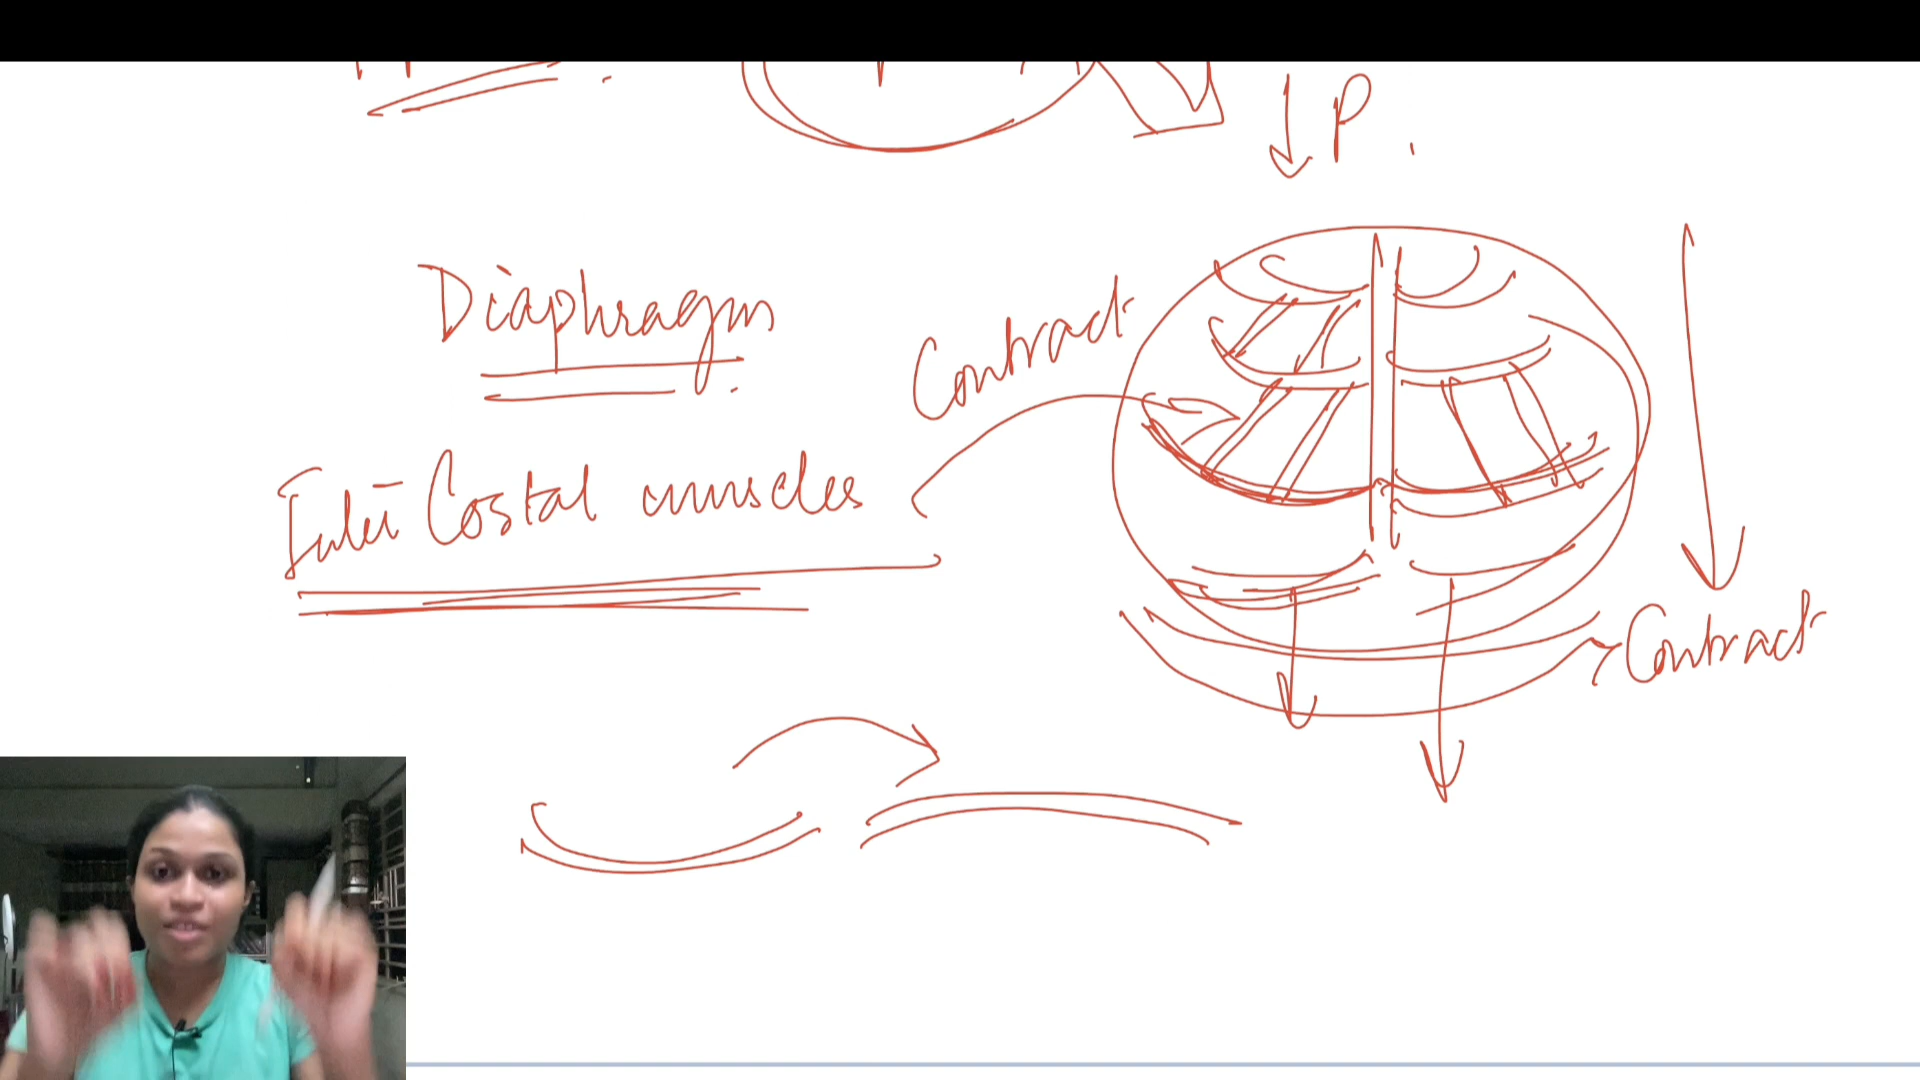 P.
Diaphragm
Contract
Inter Costal muscles
Contract